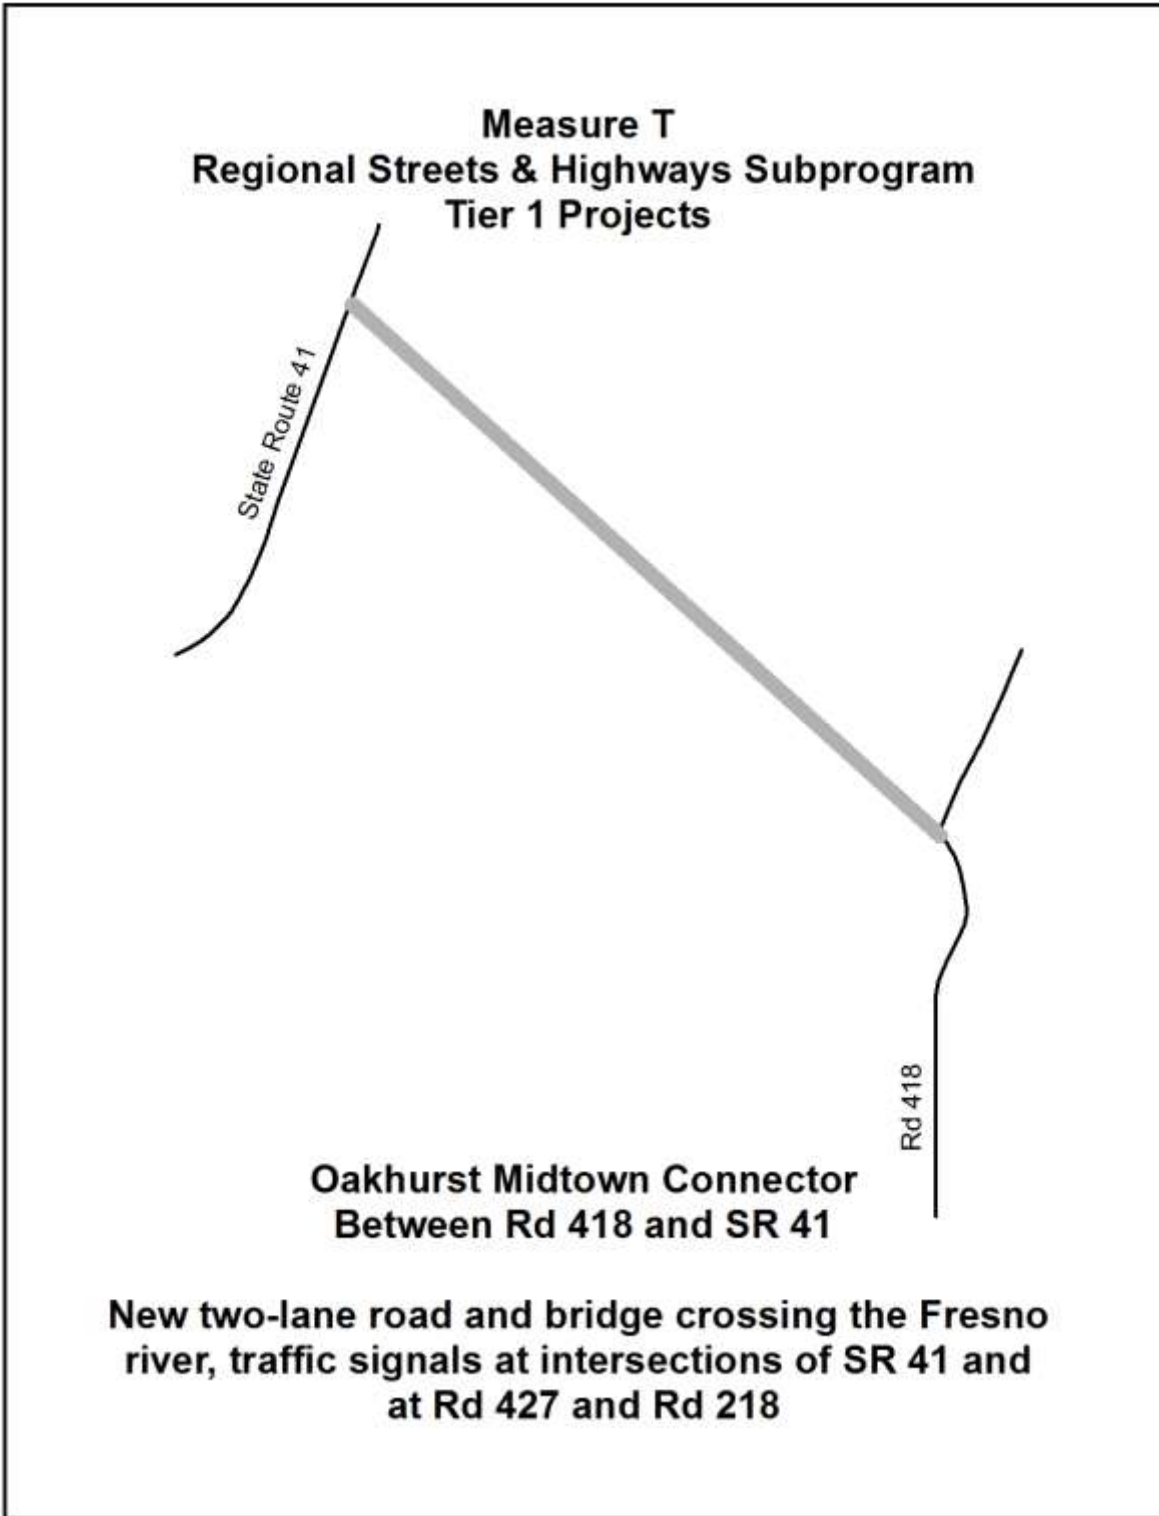 Measure T
Regional Streets & Highways Subprogram
Tier 1 Projects
State Route 41
Rd 418
Oakhurst Midtown Connector
Between Rd 418 and SR 41
New two-lane road and bridge crossing the Fresno
river, traffic signals at intersections of SR 41 and
at Rd 427 and Rd 218